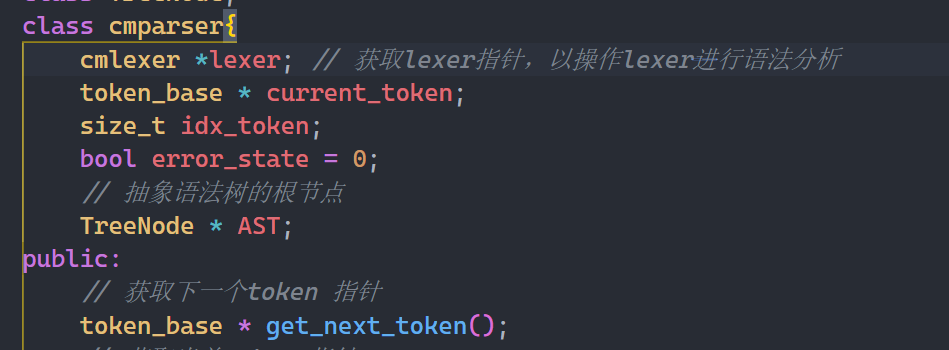 class cmparser{
cmlexer *lexer; // 获取lexer指针，以操作lexer进行语法分析
token_base * current_token;
size_t idx_token;
bool error_state = 0;
// 抽象语法树的根节点
TreeNode * AST;
public:
// 获取下一个token 指针
token_base * get_next_token();